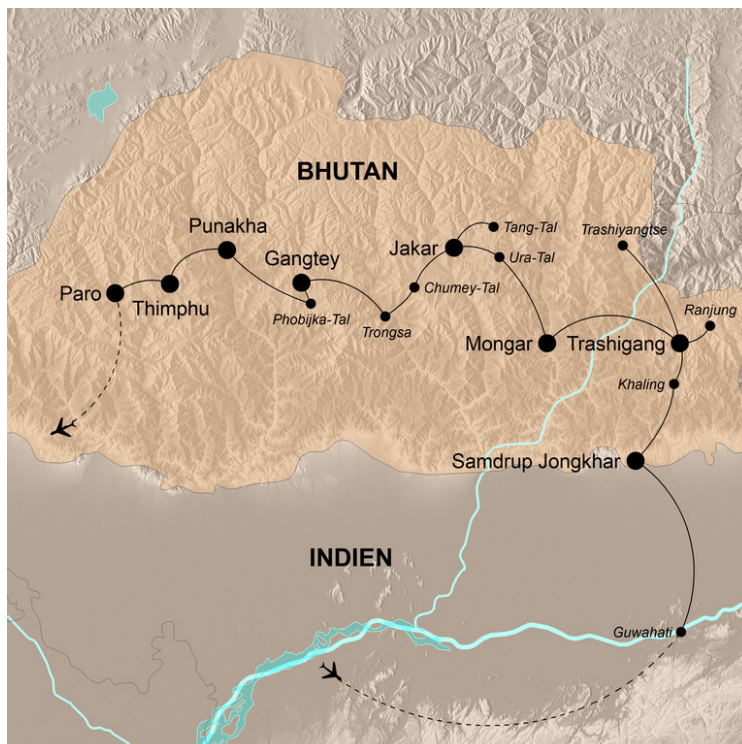 BHUTAN
Punakha
Tang-Tal
Trashiyangtse
Jakar
Ura-Tal
Gangtey
Paro
Thimphu
Chumey-Tal
Phobijka-Tal
Trongsa
Ranjung
Mongar
Trashigang
Khaling
Samdrup Jongkhar
INDIEN
Guwahati